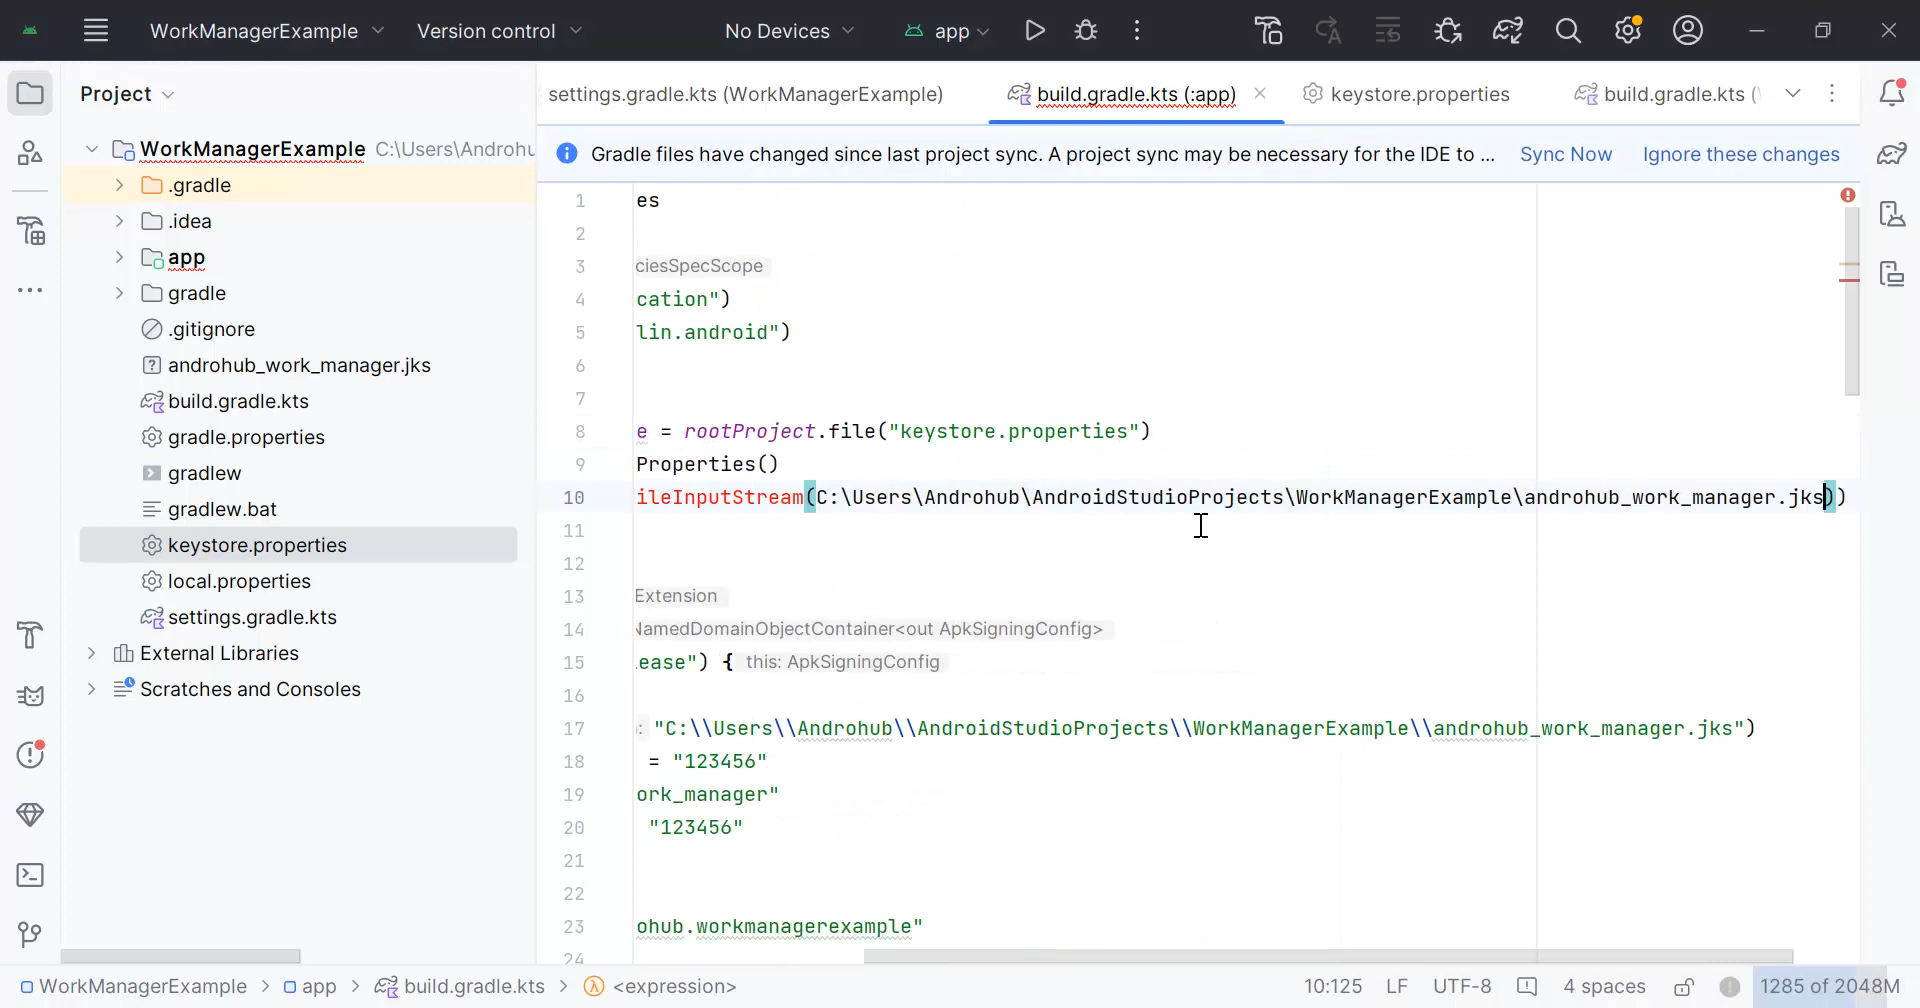 WorkManagerExample Version control No Devices app
Project
settings.gradle.kts (WorkManagerExample) build.gradle.kts (:app) keystore.properties build.gradle.kts (
Gradle files have changed since last project sync. A project sync may be necessary for the IDE to ... Sync Now Ignore these changes
WorkManagerExample C:\Users\Androhu
.gradle
.idea
app
gradle
.gitignore
androhub_work_manager.jks
build.gradle.kts
gradle.properties
gradlew
gradlew.bat
keystore.properties
local.properties
settings.gradle.kts
External Libraries
Scratches and Consoles
1 es
2
3 ciesSpecScope
4 cation")
5 lin.android")
6
7
8 e = rootProject.file("keystore.properties")
9 Properties()
10 ileInputStream(C:\Users\Androhub\AndroidStudioProjects\WorkManagerExample\androhub_work_manager.jks))
11
12
13 Extension
14 NamedDomainObjectContainer<out ApkSigningConfig>
15 ease") { this: ApkSigningConfig
16
17 : "C:\\Users\\Androhub\\AndroidStudioProjects\\WorkManagerExample\\androhub_work_manager.jks")
18 = "123456"
19 ork_manager"
20 "123456"
21
22
23 ohub.workmanagerexample"
24
WorkManagerExample > app > build.gradle.kts > <expression> 10:125 LF UTF-8 4 spaces 1285 of 2048M